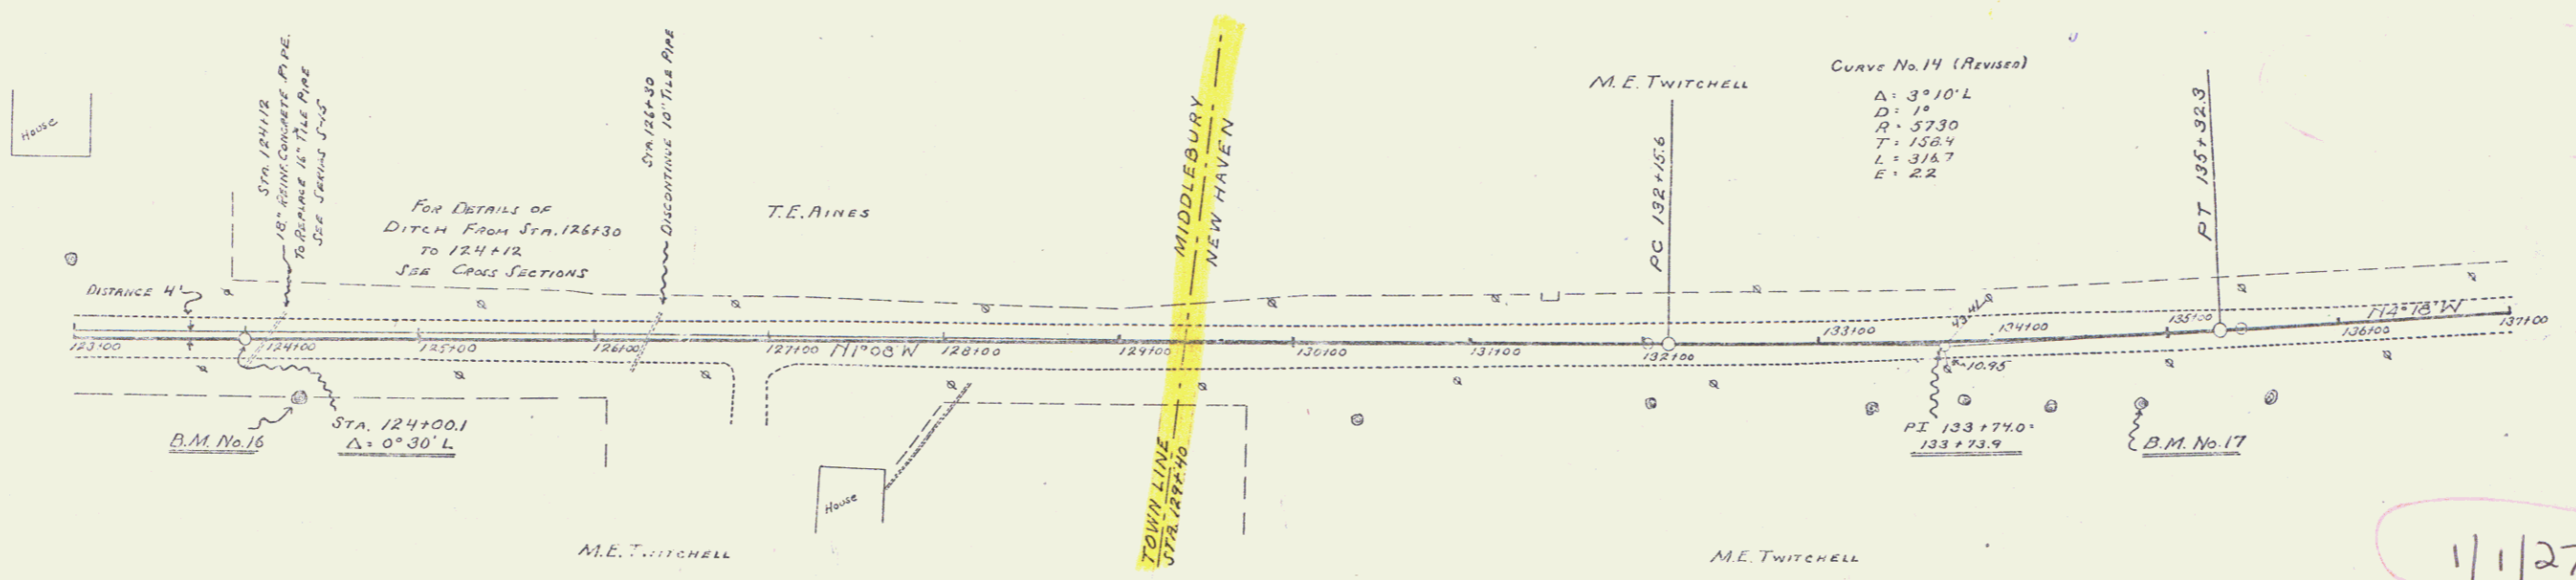 House
STA. 124+12
18" REINF. CONCRETE PIPE.
TO REPLACE 16" TILE PIPE
SEE SERIAS S-15
FOR DETAILS OF
DITCH FROM STA. 126+30
TO 124+12
SEE CROSS SECTIONS
STA. 126+30
DISCONTINUE 10" TILE PIPE
T.E. AINES
MIDDLEBURY
NEW HAVEN
M.E. TWITCHELL
PC 132+15.6
CURVE No. 14 (REVISED)
Δ = 3°10' L
D = 1°
R = 5730
T = 158.4
L = 316.7
E = 2.2
PT 135+32.3
DISTANCE 4'
123+00
124+00
125+00
126+00
127+00
N1°08'W
128+00
129+00
130+00
131+00
132+00
133+00
134+00
135+00
136+00
N4°18'W
137+00
10.95
B.M. No. 16
STA. 124+00.1
Δ = 0°30' L
House
TOWN LINE
STA. 129+40
PI 133+74.0 =
133+73.9
B.M. No. 17
M.E. TWITCHELL
M.E. TWITCHELL